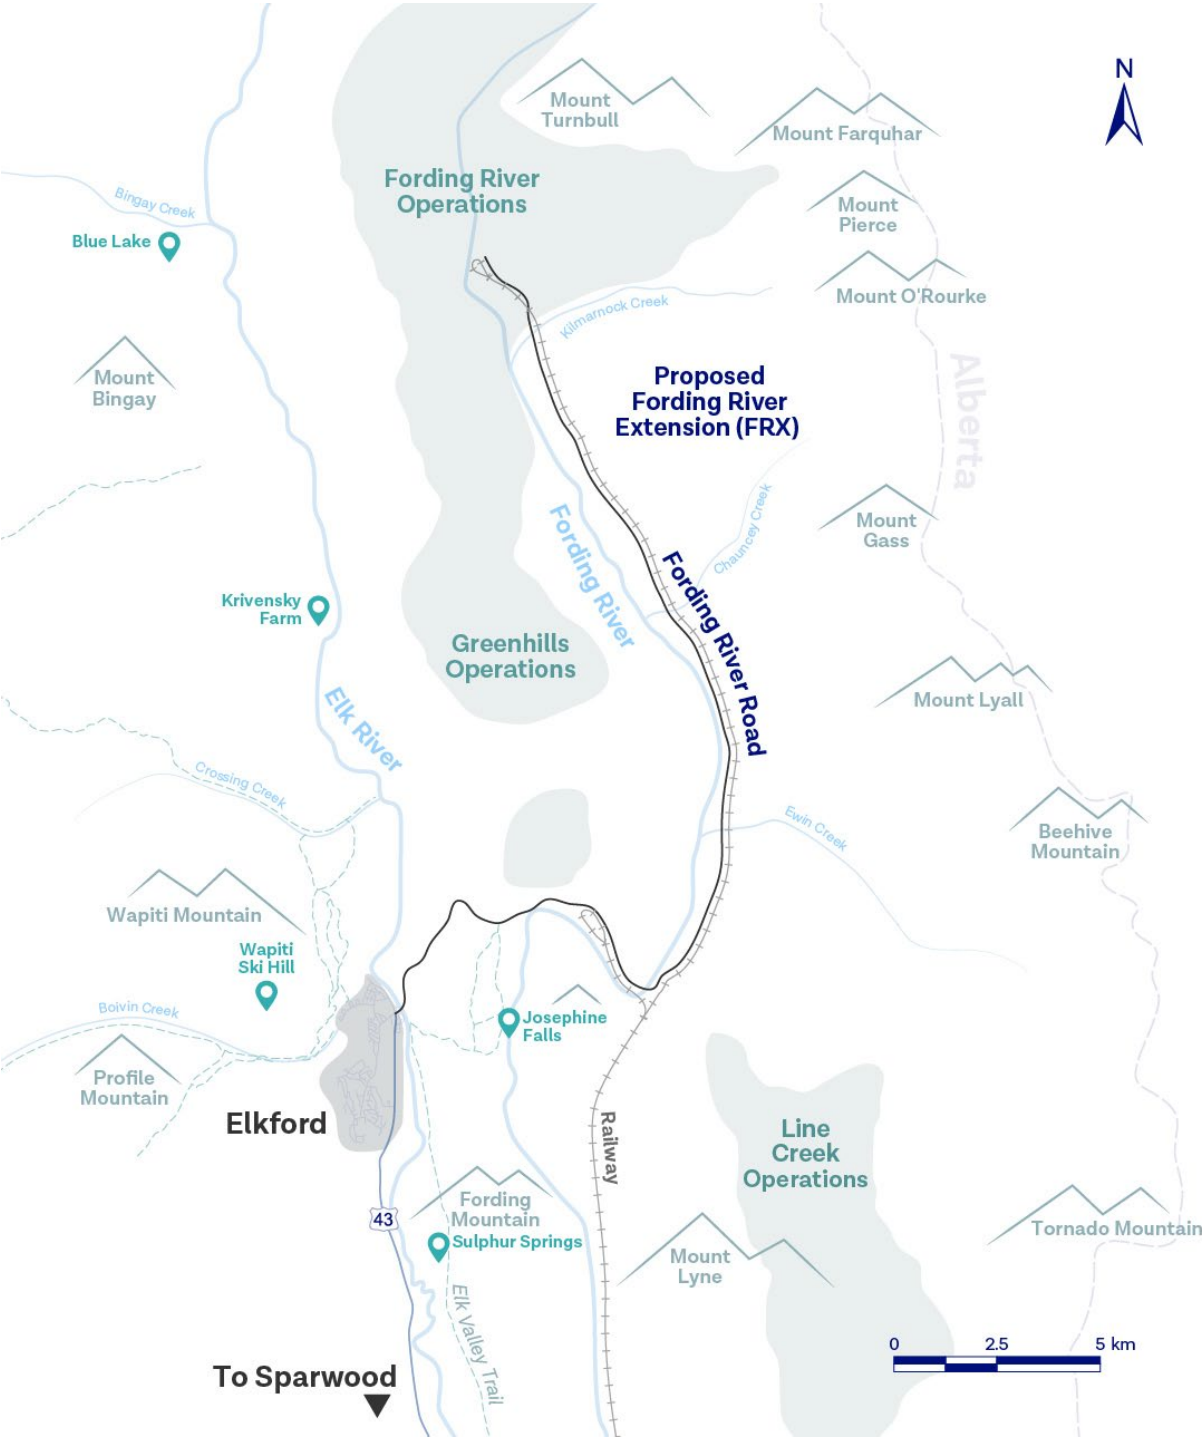 N
Mount
Turnbull
Mount Farquhar
Fording River
Operations
Mount
Pierce
Bingay Creek
Blue Lake
Mount O'Rourke
Kilmarnock Creek
Mount
Bingay
Proposed
Fording River
Extension (FRX)
Alberta
Chauncey Creek
Mount
Gass
Fording River
Fording River Road
Krivensky
Farm
Greenhills
Operations
Mount Lyall
Elk River
Crossing Creek
Ewin Creek
Beehive
Mountain
Wapiti Mountain
Wapiti
Ski Hill
Boivin Creek
Josephine
Falls
Profile
Mountain
Elkford
Railway
Line
Creek
Operations
43
Fording
Mountain
Sulphur Springs
Tornado Mountain
Mount
Lyne
Elk Valley Trail
0 2.5 5 km
To Sparwood